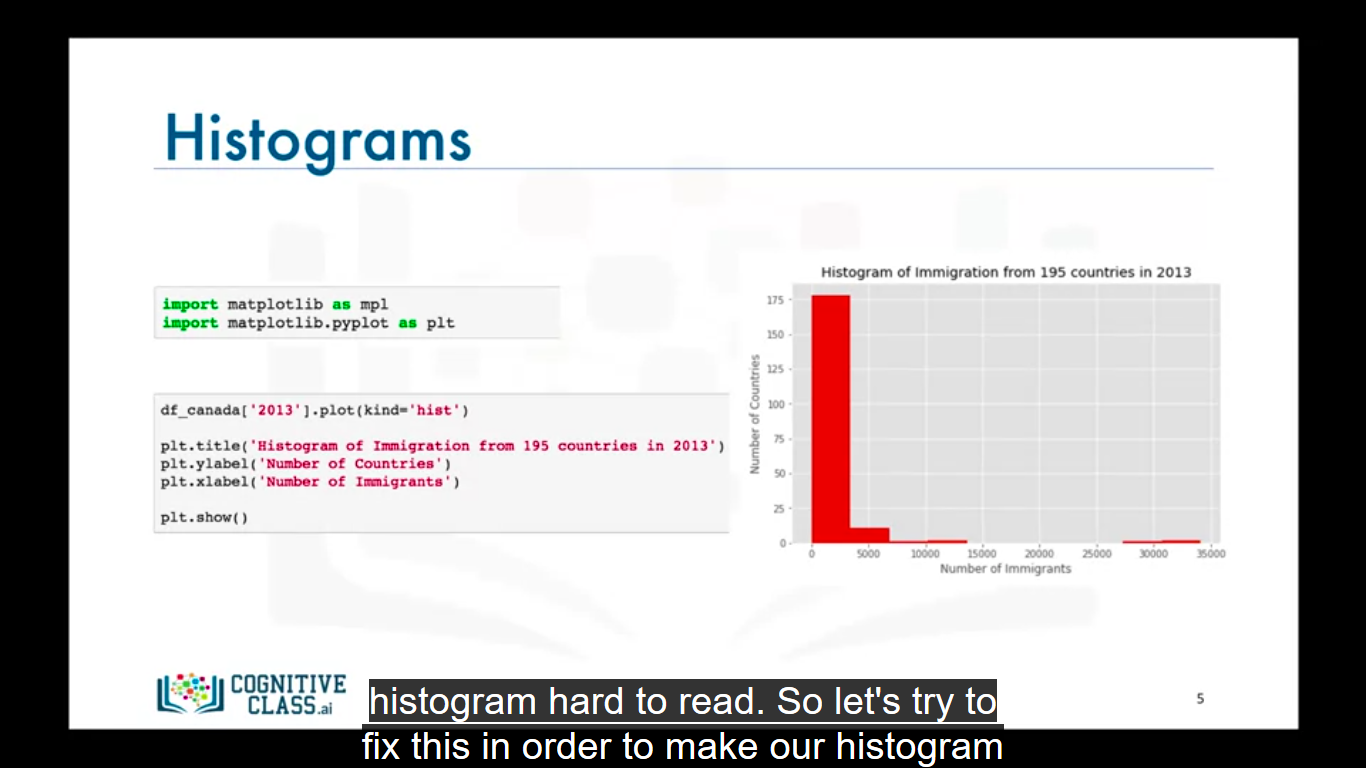 Histograms
import matplotlib as mpl
import matplotlib.pyplot as plt
df_canada['2013'].plot(kind='hist')
plt.title('Histogram of Immigration from 195 countries in 2013')
plt.ylabel('Number of Countries')
plt.xlabel('Number of Immigrants')
plt.show()
Histogram of Immigration from 195 countries in 2013
Number of Countries
175
150
125
100
75
50
25
0
0 5000 10000 15000 20000 25000 30000 35000
Number of Immigrants
COGNITIVE
CLASS.ai
histogram hard to read. So let's try to
fix this in order to make our histogram
5